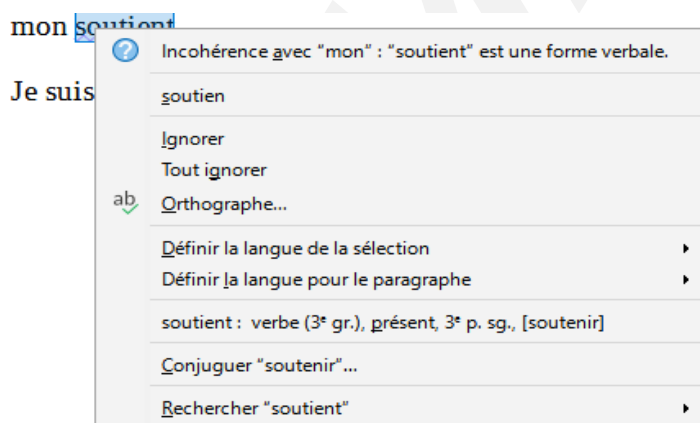 mon soutient
Incohérence avec “mon” : “soutient” est une forme verbale.
Je suis
soutien
Ignorer
Tout ignorer
ab
Orthographe...
Définir la langue de la sélection
Définir la langue pour le paragraphe
soutient : verbe (3ᵉ gr.), présent, 3ᵉ p. sg., [soutenir]
Conjuguer “soutenir”...
Rechercher “soutient”